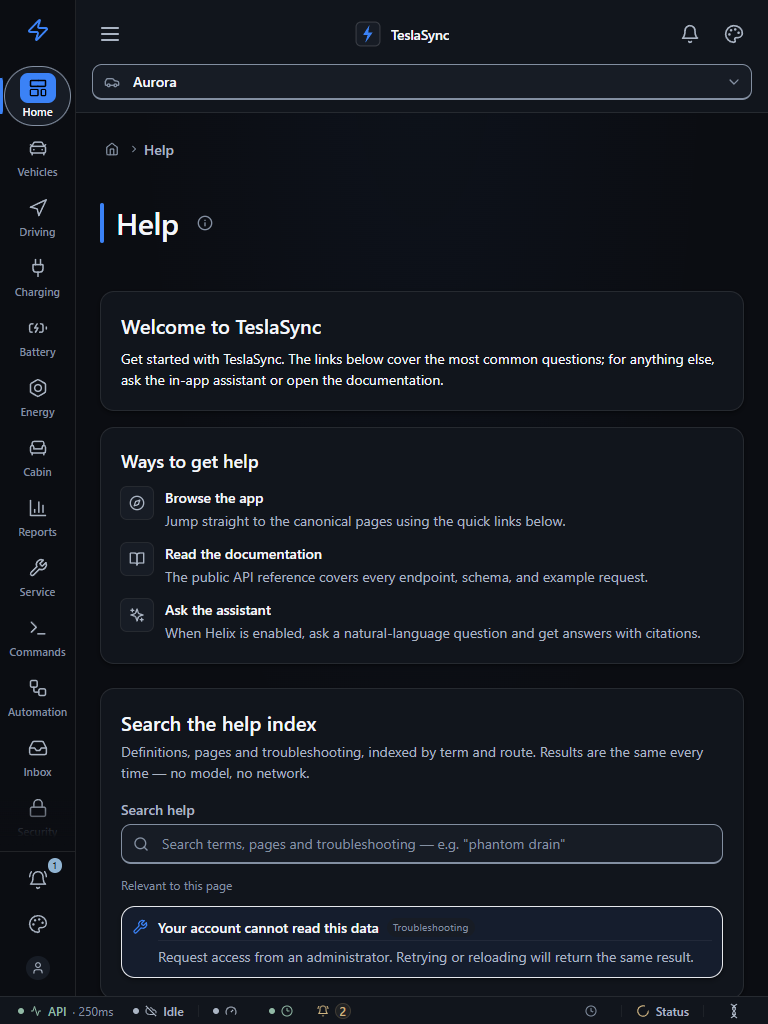 TeslaSync
Aurora
Home
Vehicles
Driving
Charging
Battery
Energy
Cabin
Reports
Service
Commands
Automation
Inbox
Security
1
Help
Help
Welcome to TeslaSync
Get started with TeslaSync. The links below cover the most common questions; for anything else,
ask the in-app assistant or open the documentation.
Ways to get help
Browse the app
Jump straight to the canonical pages using the quick links below.
Read the documentation
The public API reference covers every endpoint, schema, and example request.
Ask the assistant
When Helix is enabled, ask a natural-language question and get answers with citations.
Search the help index
Definitions, pages and troubleshooting, indexed by term and route. Results are the same every
time — no model, no network.
Search help
Search terms, pages and troubleshooting — e.g. "phantom drain"
Relevant to this page
Your account cannot read this data Troubleshooting
Request access from an administrator. Retrying or reloading will return the same result.
API · 250ms Idle 2 Status